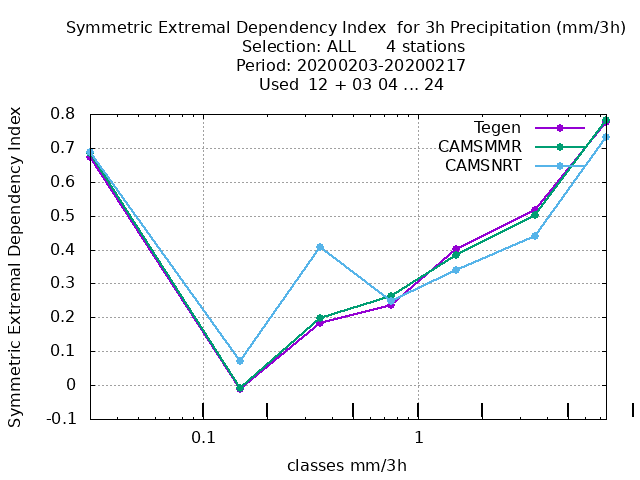 Symmetric Extremal Dependency Index  for 3h Precipitation (mm/3h)
Selection: ALL      4 stations
Period: 20200203-20200217
Used  12 + 03 04 ... 24
Symmetric Extremal Dependency Index
0.8
0.7
0.6
0.5
0.4
0.3
0.2
0.1
0
-0.1
Tegen
CAMSMMR
CAMSNRT
0.1
1
classes mm/3h